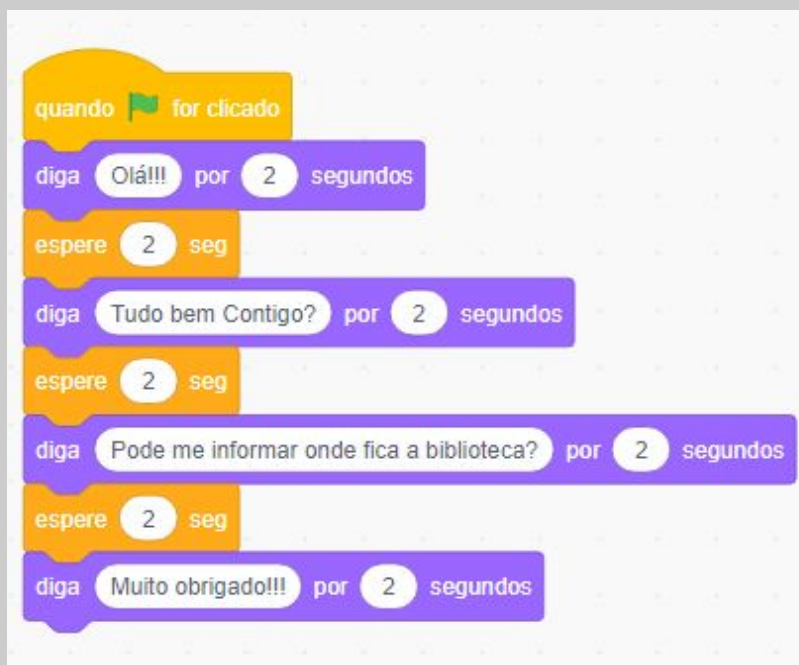 quando for clicado
diga Olá!!! por 2 segundos
espere 2 seg
diga Tudo bem Contigo? por 2 segundos
espere 2 seg
diga Pode me informar onde fica a biblioteca? por 2 segundos
espere 2 seg
diga Muito obrigado!!! por 2 segundos